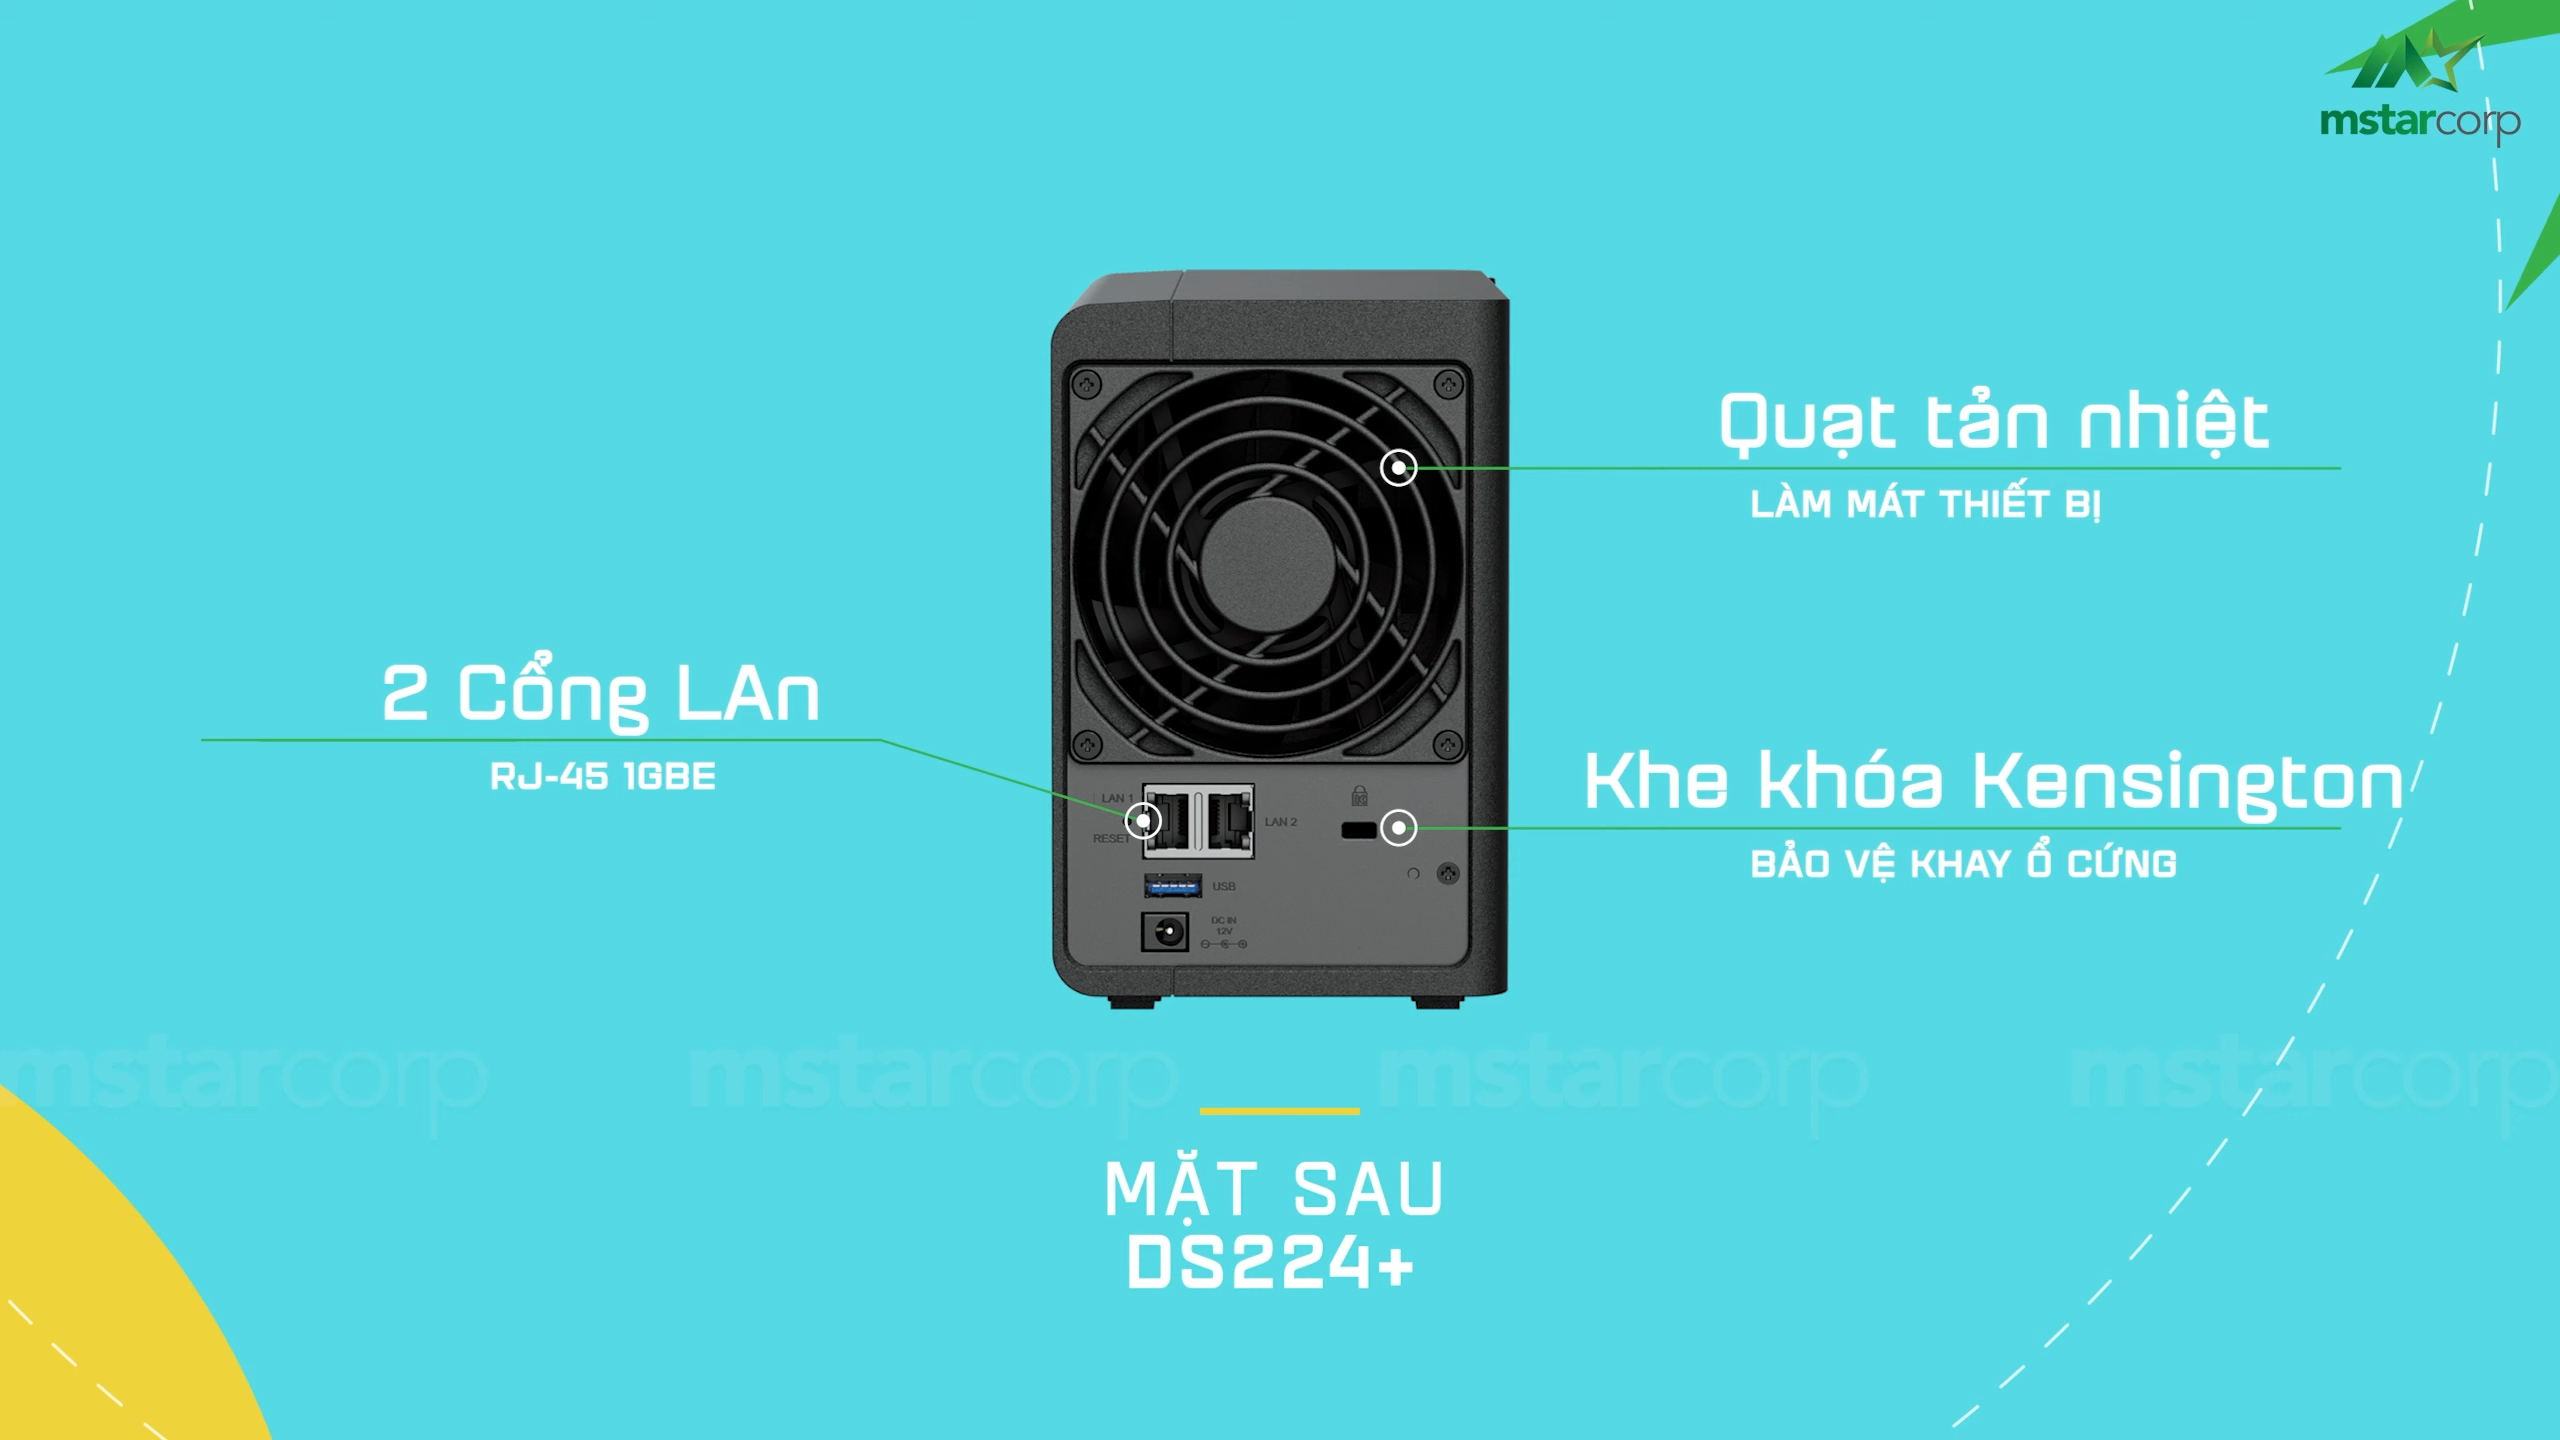 mstarcorp
Quạt tản nhiệt
LÀM MÁT THIẾT BỊ
2 Cổng LAn
RJ-45 1GBE
Khe khóa Kensington
BẢO VỆ KHAY Ổ CỨNG
LAN 1
LAN 2
RESET
USB
DC IN
12V
mstarcorp mstarcorp mstarcorp mstarcorp
MẶT SAU
DS224+